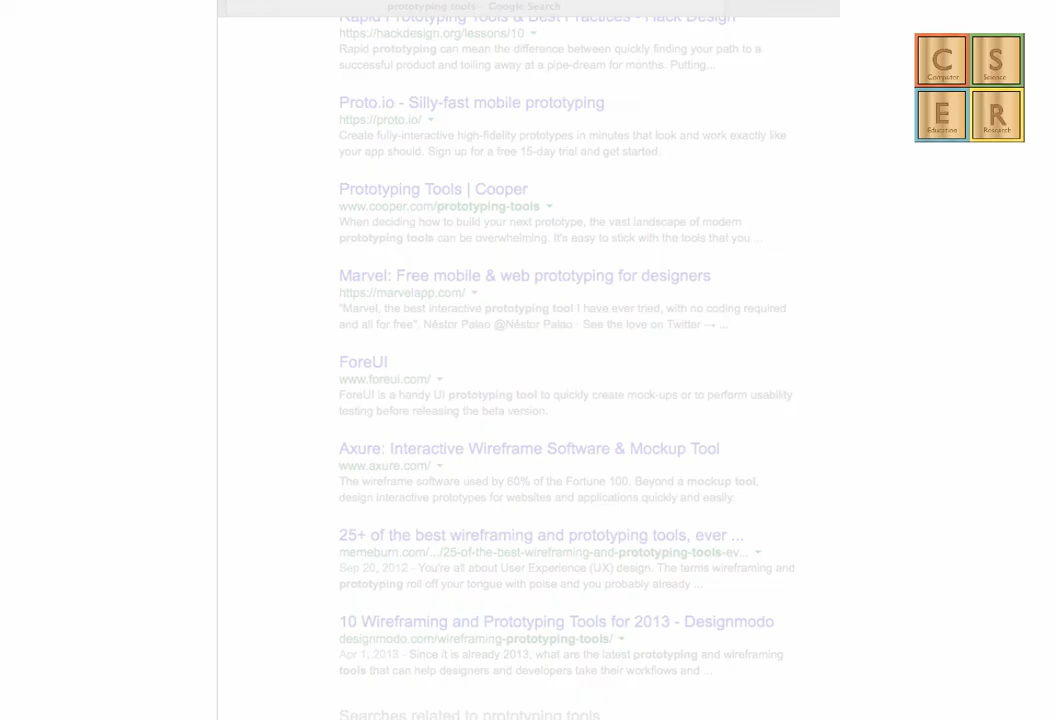 prototyping tools - Google Search
Rapid Prototyping Tools & Best Practices - Hack Design
https://hackdesign.org/lessons/10
Rapid prototyping can mean the difference between quickly finding your path to a
successful product and toiling away at a pipe-dream for months. Putting...
Proto.io - Silly-fast mobile prototyping
https://proto.io/
Create fully-interactive high-fidelity prototypes in minutes that look and work exactly like
your app should. Sign up for a free 15-day trial and get started.
Prototyping Tools | Cooper
www.cooper.com/prototyping-tools
When deciding how to build your next prototype, the vast landscape of modern
prototyping tools can be overwhelming. It's easy to stick with the tools that you ...
Marvel: Free mobile & web prototyping for designers
https://marvelapp.com/
"Marvel, the best interactive prototyping tool I have ever tried, with no coding required
and all for free". Néstor Palao @Néstor Palao · See the love on Twitter → ...
ForeUI
www.foreui.com/
ForeUI is a handy UI prototyping tool to quickly create mock-ups or to perform usability
testing before releasing the beta version.
Axure: Interactive Wireframe Software & Mockup Tool
www.axure.com/
The wireframe software used by 60% of the Fortune 100. Beyond a mockup tool,
design interactive prototypes for websites and applications quickly and easily.
25+ of the best wireframing and prototyping tools, ever ...
memeburn.com/.../25-of-the-best-wireframing-and-prototyping-tools-ev...
Sep 20, 2012 - You're all about User Experience (UX) design. The terms wireframing and
prototyping roll off your tongue with poise and you probably already ...
10 Wireframing and Prototyping Tools for 2013 - Designmodo
designmodo.com/wireframing-prototyping-tools/
Apr 1, 2013 - Since it is already 2013, what are the latest prototyping and wireframing
tools that can help designers and developers take their workflows and ...
Searches related to prototyping tools
C S
Computer Science
E R
Education Research